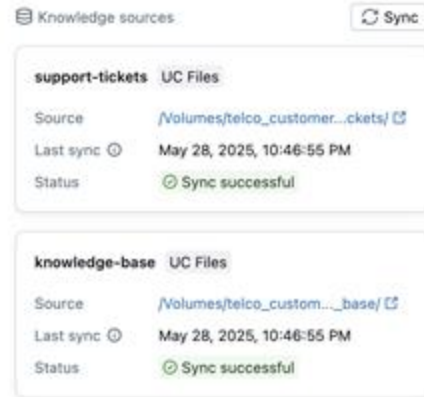 Knowledge sources
Sync
support-tickets UC Files
Source /Volumes/telco_customer...ckets/
Last sync May 28, 2025, 10:46:55 PM
Status Sync successful
knowledge-base UC Files
Source /Volumes/telco_custom..._base/
Last sync May 28, 2025, 10:46:55 PM
Status Sync successful